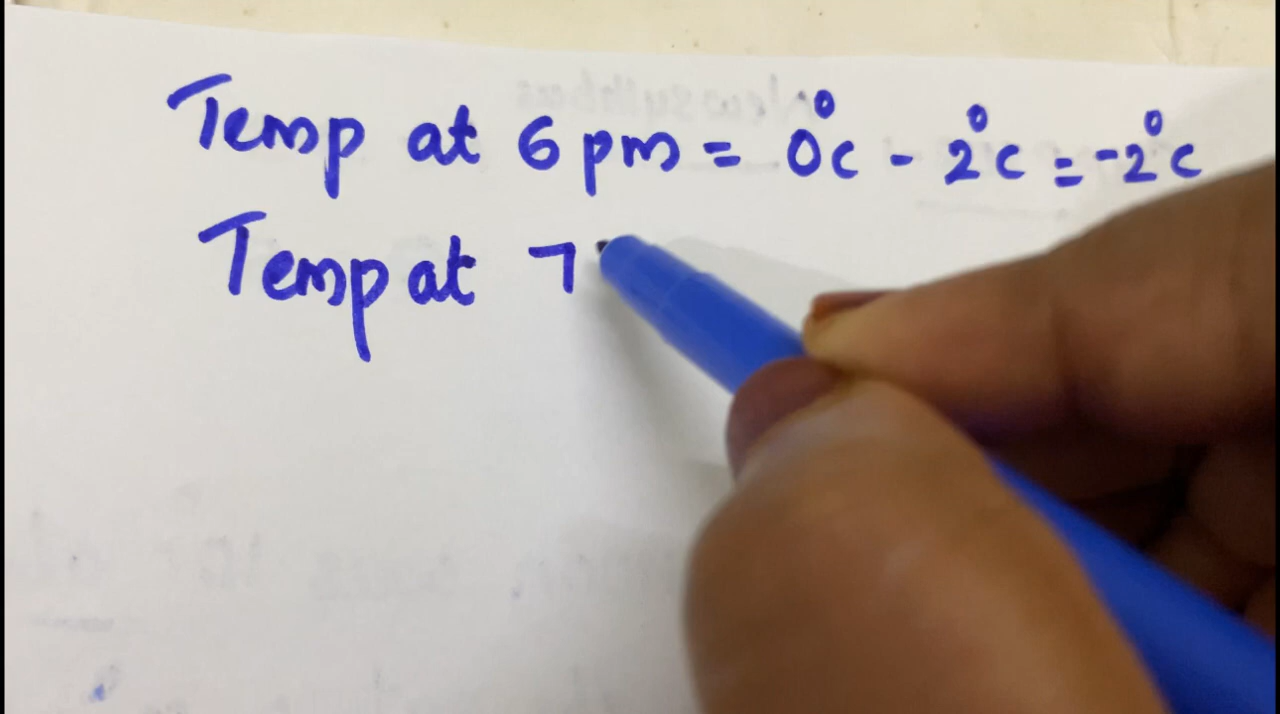 Temp at 6 pm = 0°c - 2°c = -2°c
Temp at 7